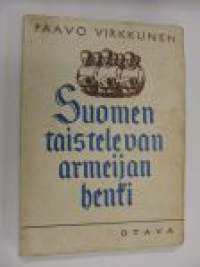 PAAVO VIRKKUNEN
Suomen
taistelevan
armeijan
henki
OTAVA